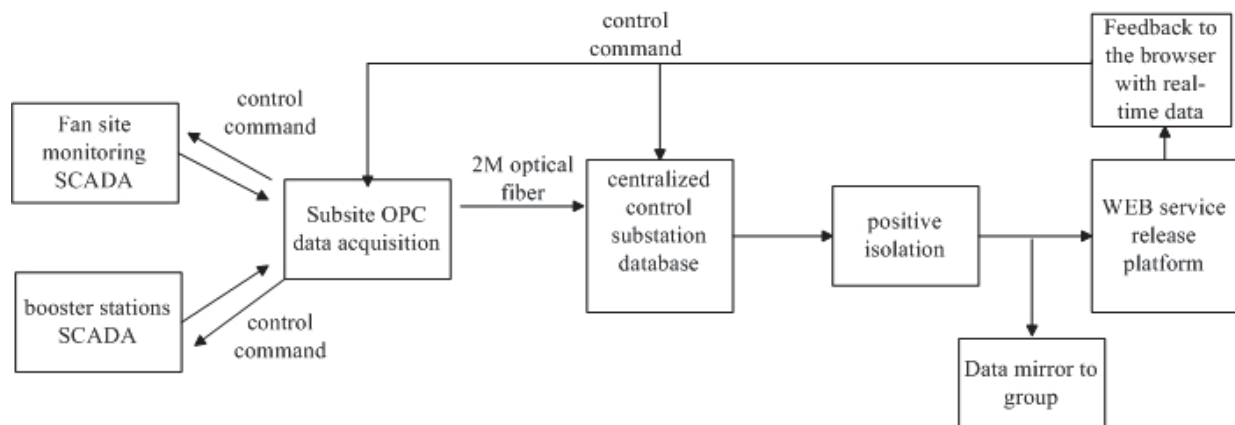 control
command
Feedback to
the browser
with real-
time data
Fan site
monitoring
SCADA
control
command
Subsite OPC
data acquisition
2M optical
fiber
centralized
control
substation
database
positive
isolation
WEB service
release
platform
booster stations
SCADA
control
command
Data mirror to
group